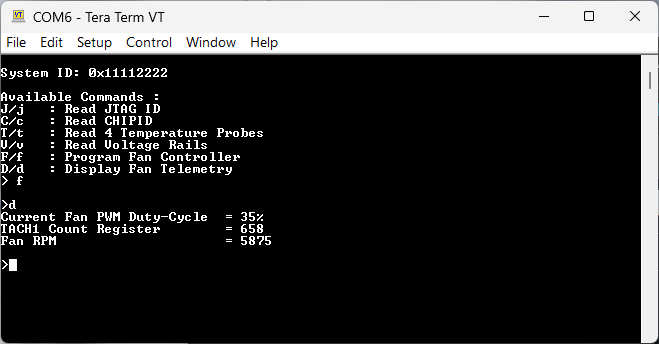 COM6 - Tera Term VT
File Edit Setup Control Window Help
System ID: 0x11112222
Available Commands :
J/j : Read JTAG ID
C/c : Read CHIPID
T/t : Read 4 Temperature Probes
V/v : Read Voltage Rails
F/f : Program Fan Controller
D/d : Display Fan Telemetry
> f
>d
Current Fan PWM Duty-Cycle = 35%
TACH1 Count Register = 658
Fan RPM = 5875
>